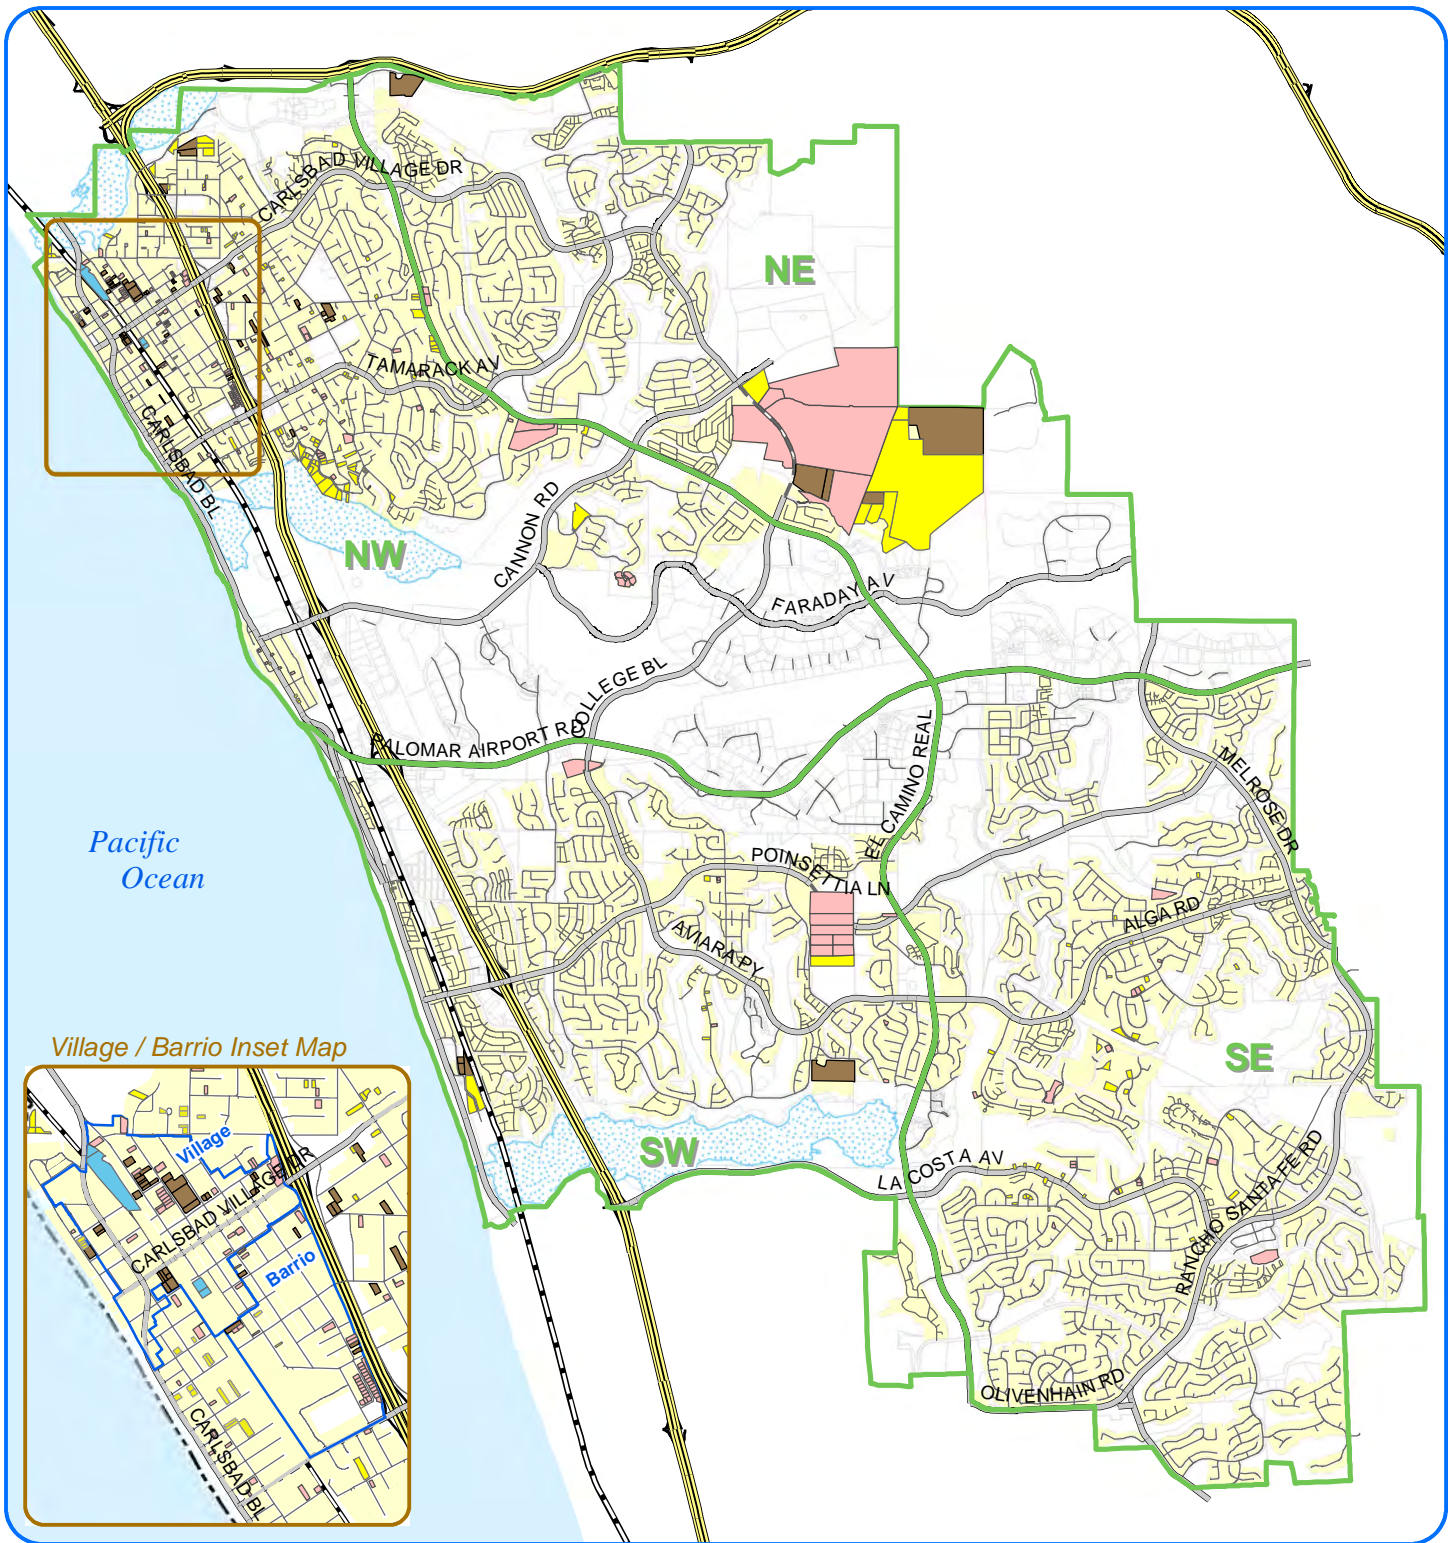 CARLSBAD VILLAGE DR
NE
TAMARACK AV
CARLSBAD BL
CANNON RD
NW
FARADAY AV
COLLEGE BL
PALOMAR AIRPORT RD
EL CAMINO REAL
MELROSE DR
Pacific
Ocean
POINSETTIA LN
ALGA RD
AVIARA PY
Village / Barrio Inset Map
SE
SW
LA COSTA AV
RANCHO SANTA FE RD
OLIVENHAIN RD
Village
CARLSBAD VILLAGE DR
Barrio
CARLSBAD BL